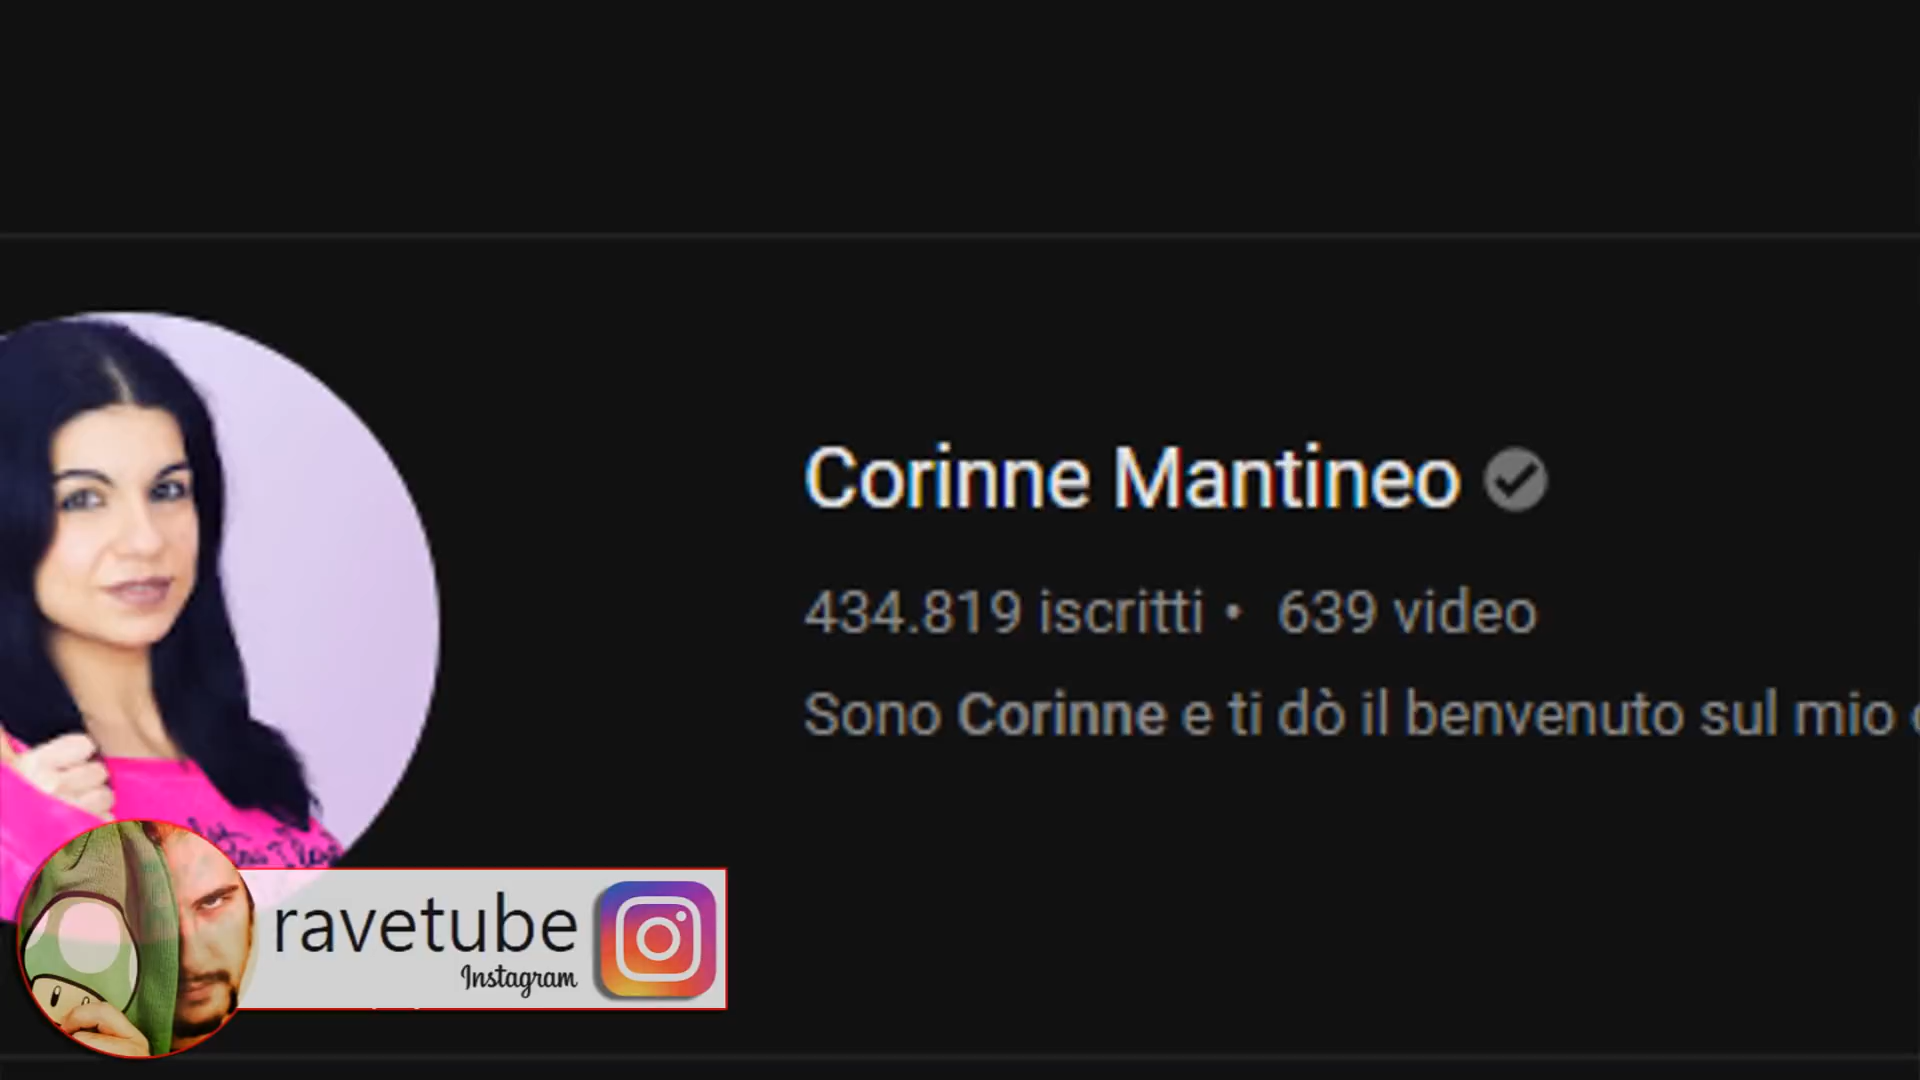 Corinne Mantineo
434.819 iscritti • 639 video
Sono Corinne e ti dò il benvenuto sul mio
ravetube
Instagram